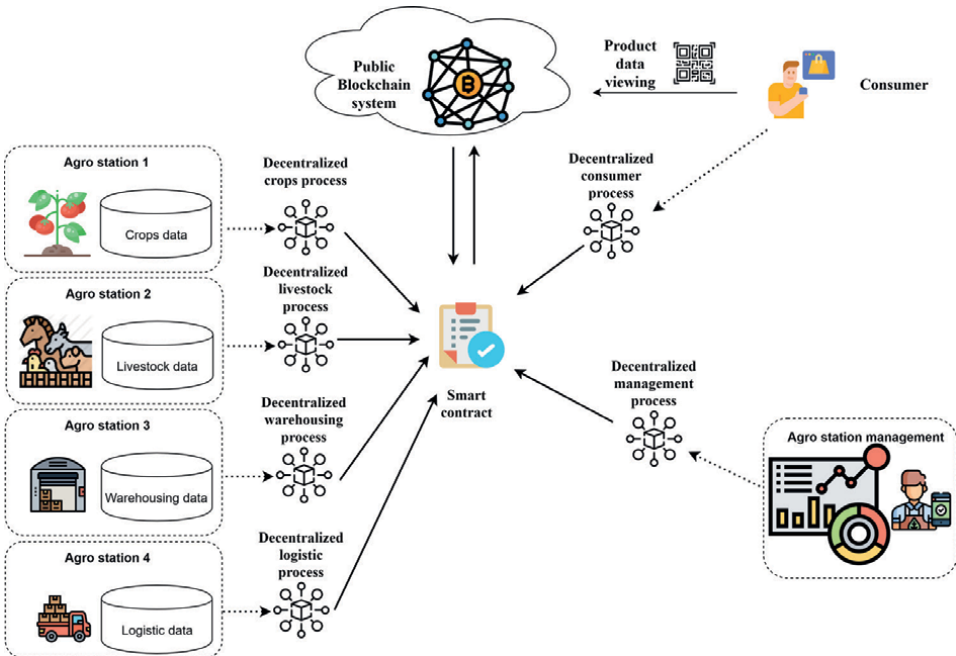 Public
Blockchain
system
Product
data
viewing
Consumer
Agro station 1
Crops data
Decentralized
crops process
Decentralized
consumer
process
Agro station 2
Livestock data
Decentralized
livestock
process
Smart
contract
Decentralized
management
process
Agro station 3
Warehousing data
Decentralized
warehousing
process
Agro station management
Agro station 4
Logistic data
Decentralized
logistic
process